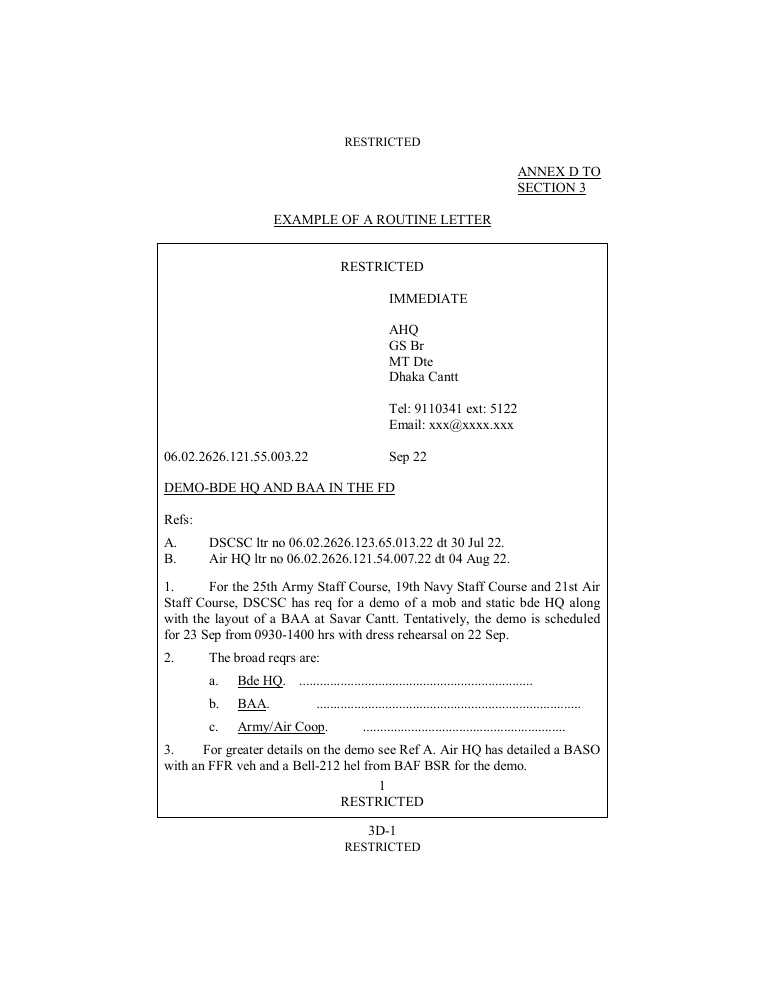 RESTRICTED
ANNEX D TO
SECTION 3
EXAMPLE OF A ROUTINE LETTER
RESTRICTED
IMMEDIATE
AHQ
GS Br
MT Dte
Dhaka Cantt
Tel: 9110341 ext: 5122
Email: xxx@xxxx.xxx
06.02.2626.121.55.003.22 Sep 22
DEMO-BDE HQ AND BAA IN THE FD
Refs:
A. DSCSC ltr no 06.02.2626.123.65.013.22 dt 30 Jul 22.
B. Air HQ ltr no 06.02.2626.121.54.007.22 dt 04 Aug 22.
1. For the 25th Army Staff Course, 19th Navy Staff Course and 21st Air
Staff Course, DSCSC has req for a demo of a mob and static bde HQ along
with the layout of a BAA at Savar Cantt. Tentatively, the demo is scheduled
for 23 Sep from 0930-1400 hrs with dress rehearsal on 22 Sep.
2. The broad reqrs are:
a. Bde HQ. ....................................................................
b. BAA. .............................................................................
c. Army/Air Coop. ...........................................................
3. For greater details on the demo see Ref A. Air HQ has detailed a BASO
with an FFR veh and a Bell-212 hel from BAF BSR for the demo.
1
RESTRICTED
3D-1
RESTRICTED